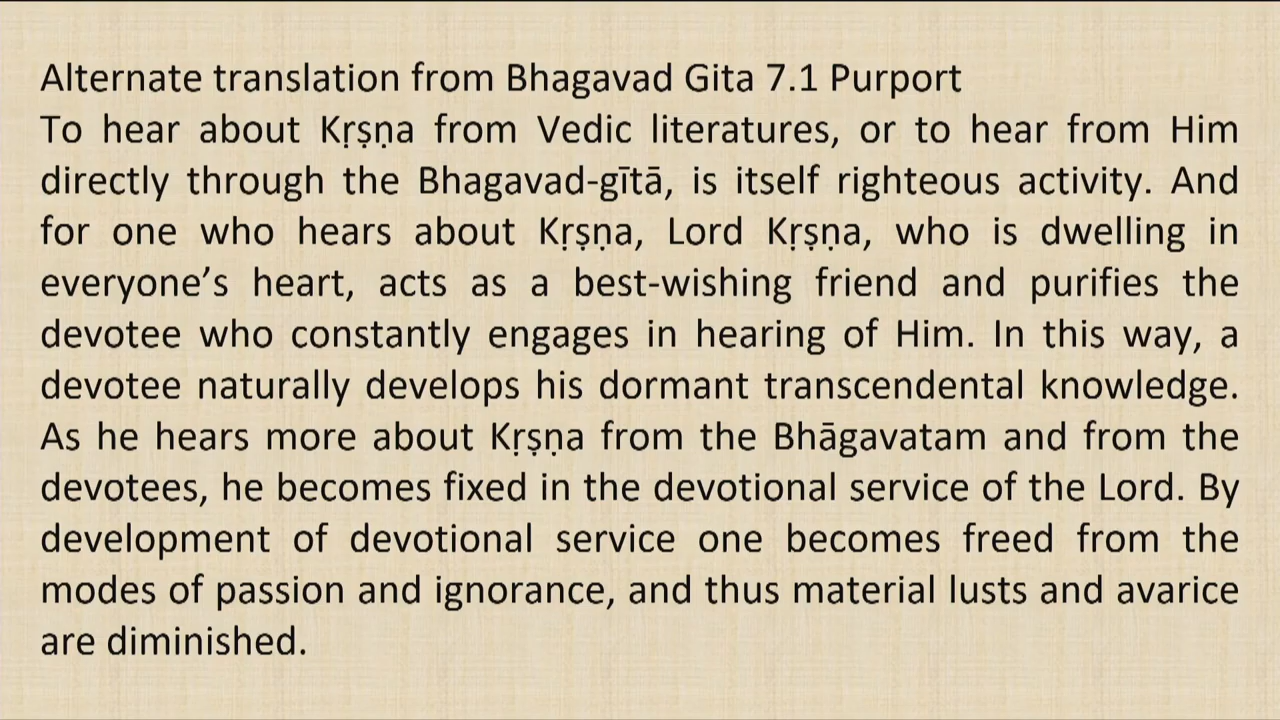 Alternate translation from Bhagavad Gita 7.1 Purport
To hear about Kṛṣṇa from Vedic literatures, or to hear from Him
directly through the Bhagavad-gītā, is itself righteous activity. And
for one who hears about Kṛṣṇa, Lord Kṛṣṇa, who is dwelling in
everyone’s heart, acts as a best-wishing friend and purifies the
devotee who constantly engages in hearing of Him. In this way, a
devotee naturally develops his dormant transcendental knowledge.
As he hears more about Kṛṣṇa from the Bhāgavatam and from the
devotees, he becomes fixed in the devotional service of the Lord. By
development of devotional service one becomes freed from the
modes of passion and ignorance, and thus material lusts and avarice
are diminished.